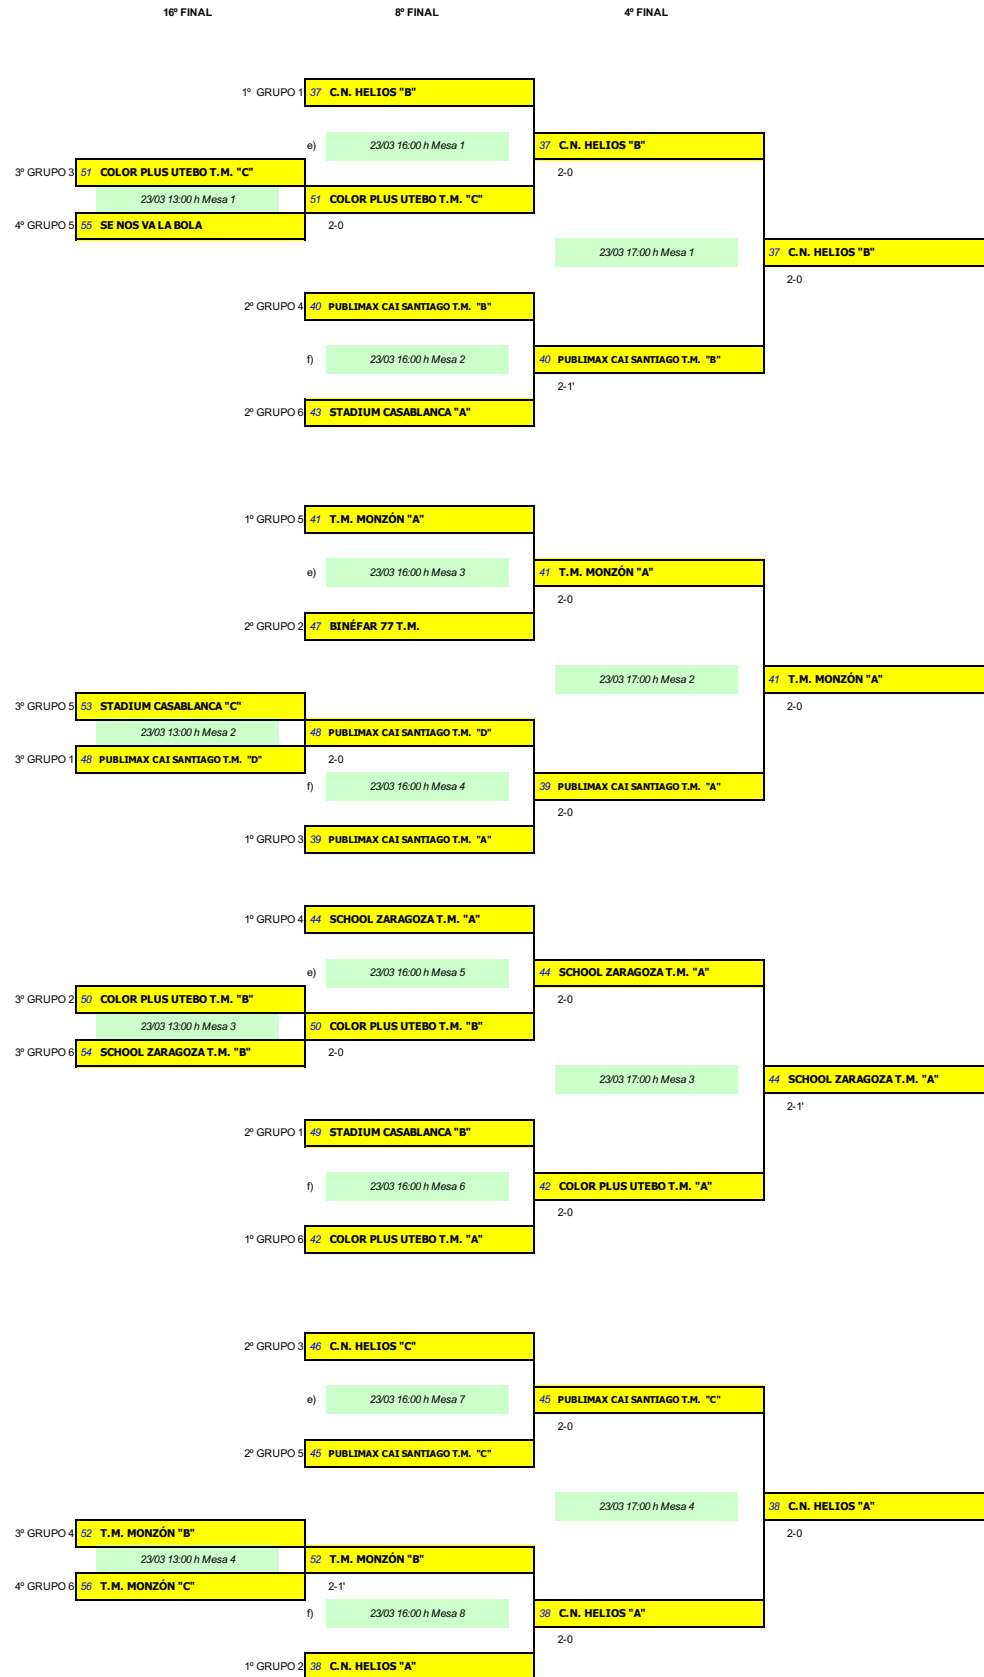 16º FINAL 8º FINAL 4º FINAL
1º GRUPO 1 37 C.N. HELIOS "B"
e) 23/03 16:00 h Mesa 1 37 C.N. HELIOS "B"
3º GRUPO 3 51 COLOR PLUS UTEBO T.M. "C" 2-0
23/03 13:00 h Mesa 1 51 COLOR PLUS UTEBO T.M. "C"
4º GRUPO 5 55 SE NOS VA LA BOLA 2-0
23/03 17:00 h Mesa 1 37 C.N. HELIOS "B"
2-0
2º GRUPO 4 40 PUBLIMAX CAI SANTIAGO T.M. "B"
f) 23/03 16:00 h Mesa 2 40 PUBLIMAX CAI SANTIAGO T.M. "B"
2-1'
2º GRUPO 6 43 STADIUM CASABLANCA "A"
1º GRUPO 5 41 T.M. MONZÓN "A"
e) 23/03 16:00 h Mesa 3 41 T.M. MONZÓN "A"
2-0
2º GRUPO 2 47 BINÉFAR 77 T.M.
23/03 17:00 h Mesa 2 41 T.M. MONZÓN "A"
3º GRUPO 5 53 STADIUM CASABLANCA "C" 2-0
23/03 13:00 h Mesa 2 48 PUBLIMAX CAI SANTIAGO T.M. "D"
3º GRUPO 1 48 PUBLIMAX CAI SANTIAGO T.M. "D" 2-0
f) 23/03 16:00 h Mesa 4 39 PUBLIMAX CAI SANTIAGO T.M. "A"
2-0
1º GRUPO 3 39 PUBLIMAX CAI SANTIAGO T.M. "A"
1º GRUPO 4 44 SCHOOL ZARAGOZA T.M. "A"
e) 23/03 16:00 h Mesa 5 44 SCHOOL ZARAGOZA T.M. "A"
3º GRUPO 2 50 COLOR PLUS UTEBO T.M. "B" 2-0
23/03 13:00 h Mesa 3 50 COLOR PLUS UTEBO T.M. "B"
3º GRUPO 6 54 SCHOOL ZARAGOZA T.M. "B" 2-0
23/03 17:00 h Mesa 3 44 SCHOOL ZARAGOZA T.M. "A"
2-1'
2º GRUPO 1 49 STADIUM CASABLANCA "B"
f) 23/03 16:00 h Mesa 6 42 COLOR PLUS UTEBO T.M. "A"
2-0
1º GRUPO 6 42 COLOR PLUS UTEBO T.M. "A"
2º GRUPO 3 46 C.N. HELIOS "C"
e) 23/03 16:00 h Mesa 7 45 PUBLIMAX CAI SANTIAGO T.M. "C"
2-0
2º GRUPO 5 45 PUBLIMAX CAI SANTIAGO T.M. "C"
23/03 17:00 h Mesa 4 38 C.N. HELIOS "A"
3º GRUPO 4 52 T.M. MONZÓN "B" 2-0
23/03 13:00 h Mesa 4 52 T.M. MONZÓN "B"
4º GRUPO 6 56 T.M. MONZÓN "C" 2-1'
f) 23/03 16:00 h Mesa 8 38 C.N. HELIOS "A"
2-0
1º GRUPO 2 38 C.N. HELIOS "A"